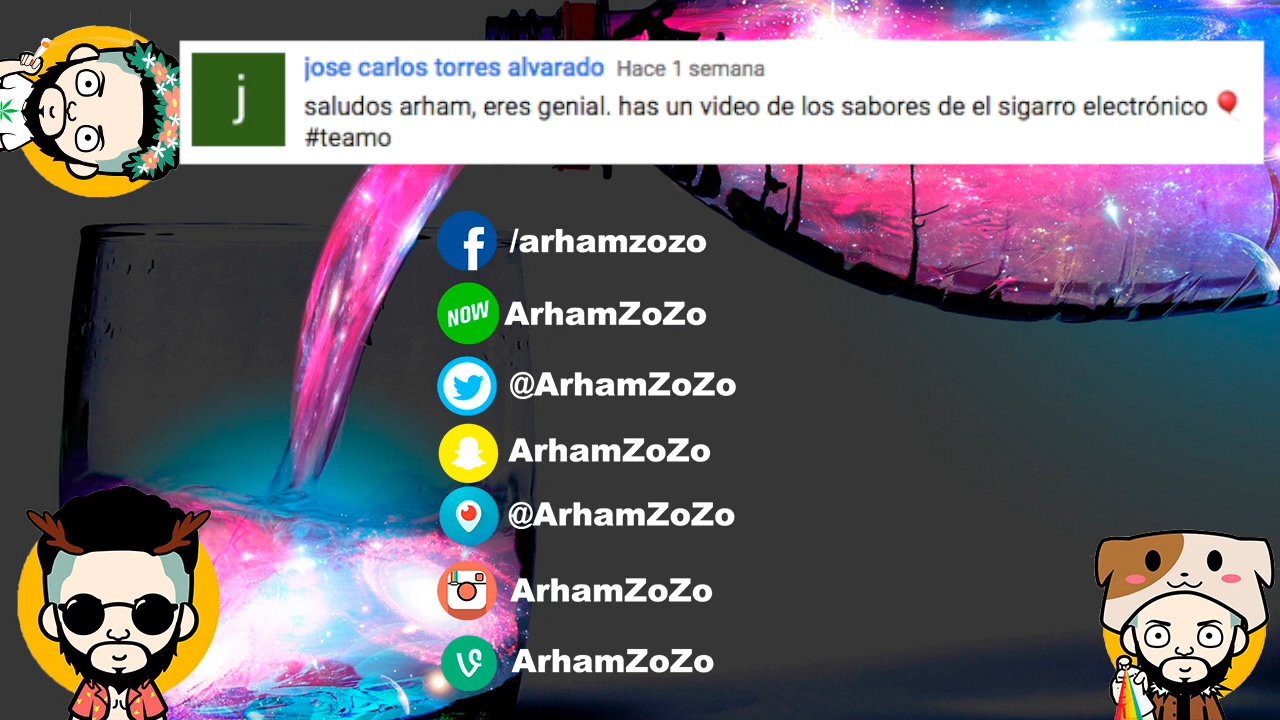 j
jose carlos torres alvarado Hace 1 semana
saludos arham, eres genial. has un video de los sabores de el sigarro electrónico 🎈
#teamo
f /arhamzozo
NOW ArhamZoZo
@ArhamZoZo
ArhamZoZo
@ArhamZoZo
ArhamZoZo
ArhamZoZo